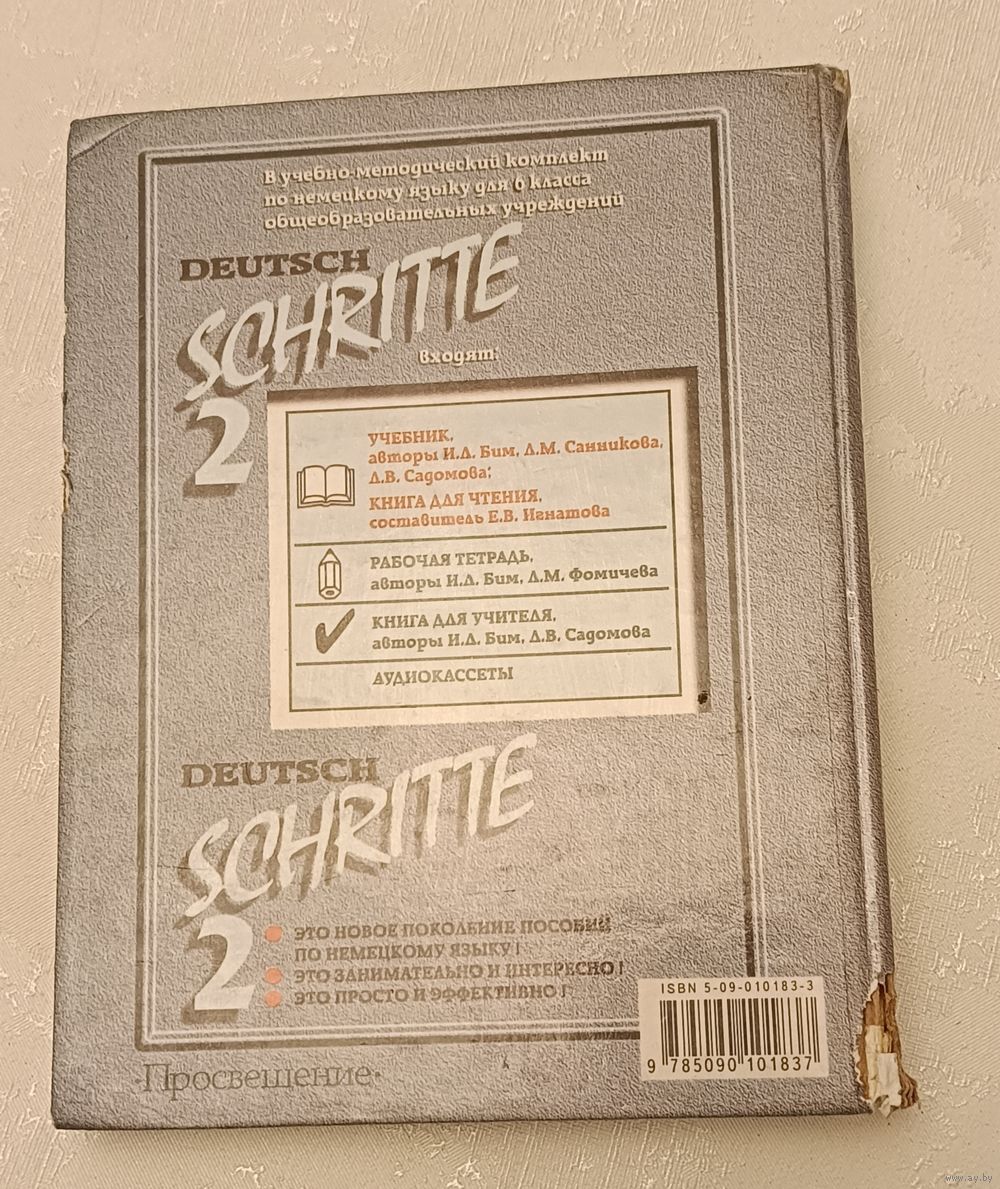 В учебно-методический комплект
по немецкому языку для 6 класса
общеобразовательных учреждений
DEUTSCH
SCHRITTE
2
входят:
УЧЕБНИК,
авторы И.Л. Бим, Л.М. Санникова,
Л.В. Садомова;
КНИГА ДЛЯ ЧТЕНИЯ,
составитель Е.В. Игнатова
РАБОЧАЯ ТЕТРАДЬ,
авторы И.Л. Бим, Л.М. Фомичева
КНИГА ДЛЯ УЧИТЕЛЯ,
авторы И.Л. Бим, Л.В. Садомова
АУДИОКАССЕТЫ
DEUTSCH
SCHRITTE
2
• ЭТО НОВОЕ ПОКОЛЕНИЕ ПОСОБИЙ
ПО НЕМЕЦКОМУ ЯЗЫКУ!
• ЭТО ЗАНИМАТЕЛЬНО И ИНТЕРЕСНО!
• ЭТО ПРОСТО И ЭФФЕКТИВНО!
ISBN 5-09-010183-3
9 785090 101837
·Просвещение·
www.ay.by